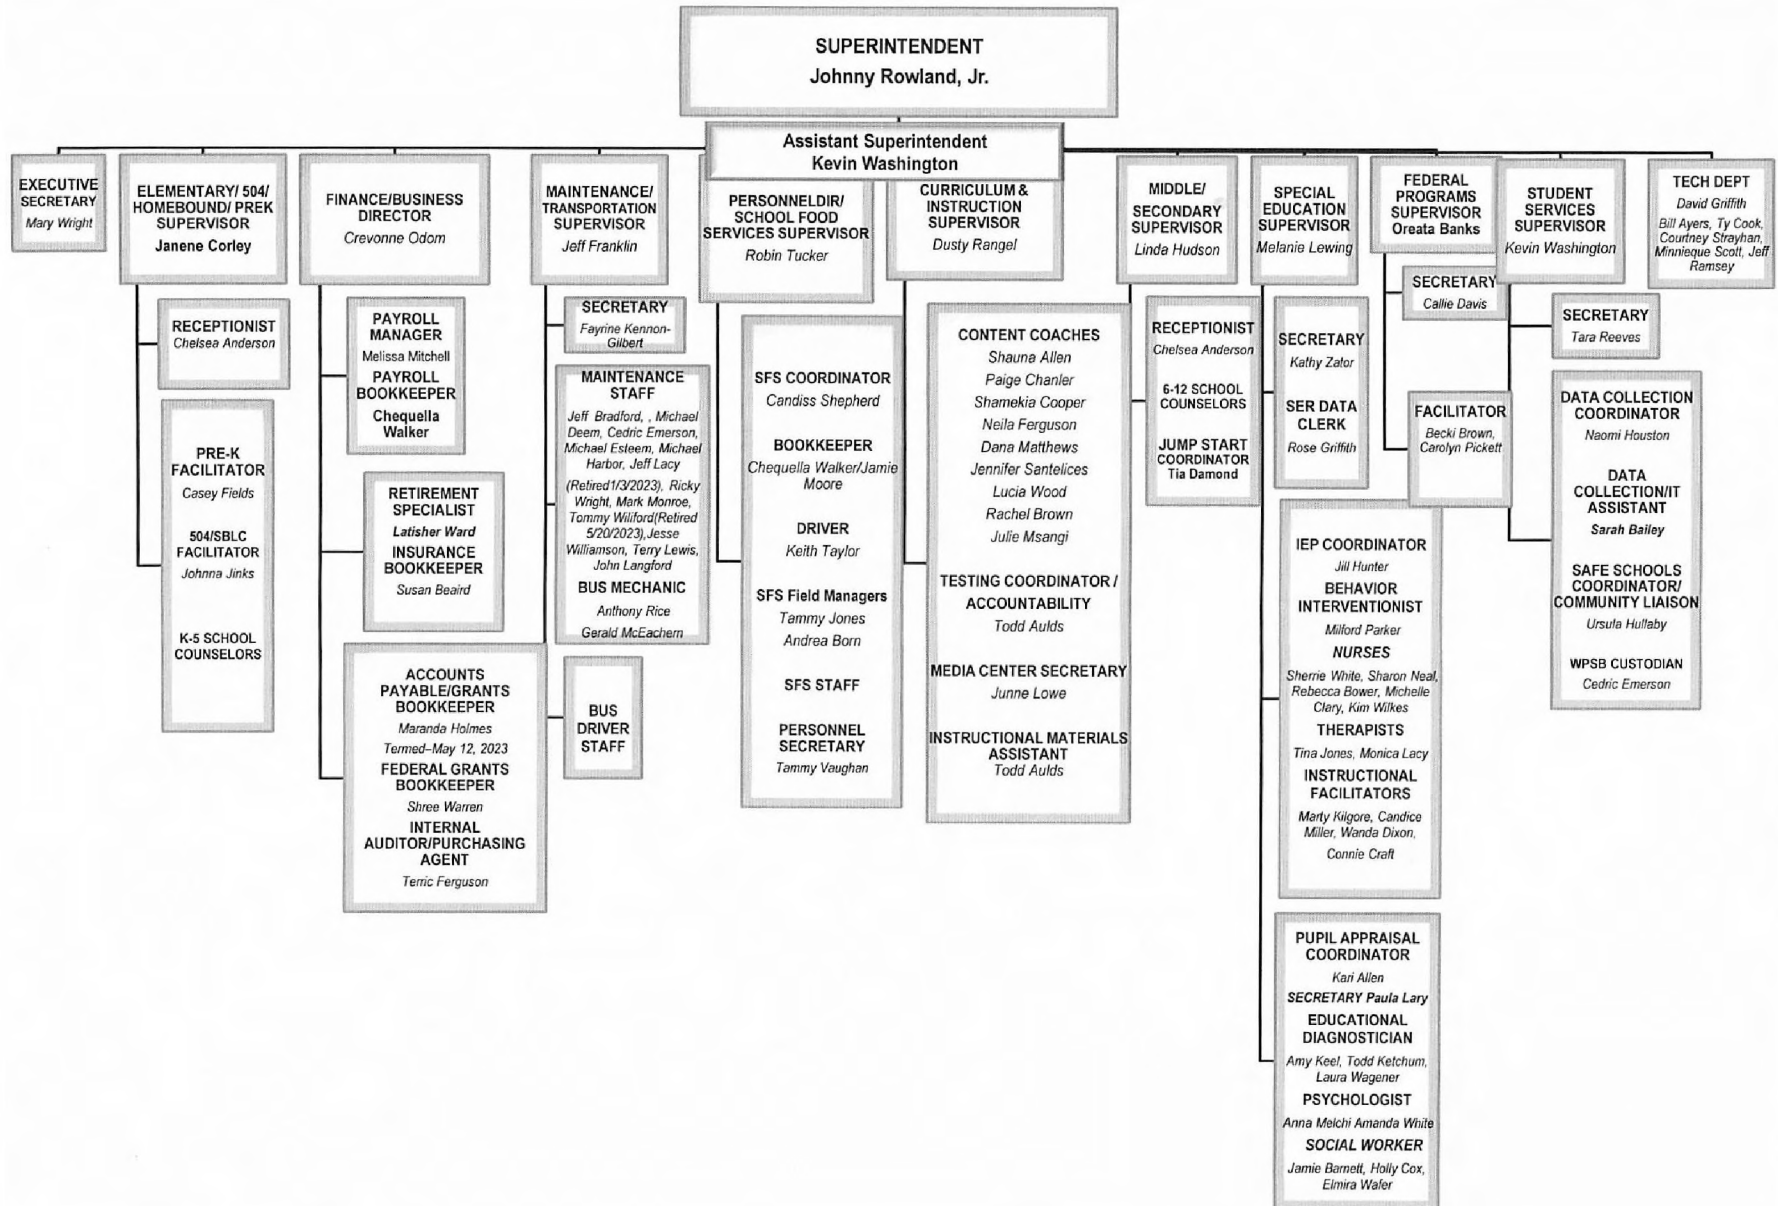 SUPERINTENDENT
Johnny Rowland, Jr.
Assistant Superintendent
Kevin Washington
EXECUTIVE
SECRETARY
Mary Wright
ELEMENTARY/ 504/
HOMEBOUND/ PREK
SUPERVISOR
Janene Corley
RECEPTIONIST
Chelsea Anderson
PRE-K
FACILITATOR
Casey Fields
504/SBLC
FACILITATOR
Johnna Jinks
K-5 SCHOOL
COUNSELORS
FINANCE/BUSINESS
DIRECTOR
Crevonne Odom
PAYROLL
MANAGER
Melissa Mitchell
PAYROLL
BOOKKEEPER
Chequella
Walker
RETIREMENT
SPECIALIST
Latisher Ward
INSURANCE
BOOKKEEPER
Susan Beaird
ACCOUNTS
PAYABLE/GRANTS
BOOKKEEPER
Maranda Holmes
Termed–May 12, 2023
FEDERAL GRANTS
BOOKKEEPER
Shree Warren
INTERNAL
AUDITOR/PURCHASING
AGENT
Terric Ferguson
MAINTENANCE/
TRANSPORTATION
SUPERVISOR
Jeff Franklin
SECRETARY
Fayrine Kennon-
Gilbert
MAINTENANCE
STAFF
Jeff Bradford, , Michael
Deem, Cedric Emerson,
Michael Esteem, Michael
Harbor, Jeff Lacy
(Retired1/3/2023), Ricky
Wright, Mark Monroe,
Tommy Wiliford(Retired
5/20/2023),Jesse
Williamson, Terry Lewis,
John Langford
BUS MECHANIC
Anthony Rice
Gerald McEachern
BUS
DRIVER
STAFF
PERSONNELDIR/
SCHOOL FOOD
SERVICES SUPERVISOR
Robin Tucker
SFS COORDINATOR
Candiss Shepherd
BOOKKEEPER
Chequella Walker/Jamie
Moore
DRIVER
Keith Taylor
SFS Field Managers
Tammy Jones
Andrea Born
SFS STAFF
PERSONNEL
SECRETARY
Tammy Vaughan
CURRICULUM &
INSTRUCTION
SUPERVISOR
Dusty Rangel
CONTENT COACHES
Shauna Allen
Paige Chanler
Shamekia Cooper
Neila Ferguson
Dana Matthews
Jennifer Santelices
Lucia Wood
Rachel Brown
Julie Msangi
TESTING COORDINATOR /
ACCOUNTABILITY
Todd Aulds
MEDIA CENTER SECRETARY
Junne Lowe
INSTRUCTIONAL MATERIALS
ASSISTANT
Todd Aulds
MIDDLE/
SECONDARY
SUPERVISOR
Linda Hudson
RECEPTIONIST
Chelsea Anderson
6-12 SCHOOL
COUNSELORS
JUMP START
COORDINATOR
Tia Damond
SPECIAL
EDUCATION
SUPERVISOR
Melanie Lewing
SECRETARY
Kathy Zator
SER DATA
CLERK
Rose Griffith
IEP COORDINATOR
Jill Hunter
BEHAVIOR
INTERVENTIONIST
Milford Parker
NURSES
Sherrie White, Sharon Neal,
Rebecca Bower, Michelle
Clary, Kim Wilkes
THERAPISTS
Tina Jones, Monica Lacy
INSTRUCTIONAL
FACILITATORS
Marty Kilgore, Candice
Miller, Wanda Dixon,
Connie Craft
PUPIL APPRAISAL
COORDINATOR
Kari Allen
SECRETARY Paula Lary
EDUCATIONAL
DIAGNOSTICIAN
Amy Keel, Todd Ketchum,
Laura Wagener
PSYCHOLOGIST
Anna Melchi Amanda White
SOCIAL WORKER
Jamie Barnett, Holly Cox,
Elmira Wafer
FEDERAL
PROGRAMS
SUPERVISOR
Oreata Banks
SECRETARY
Callie Davis
FACILITATOR
Becki Brown,
Carolyn Pickett
STUDENT
SERVICES
SUPERVISOR
Kevin Washington
SECRETARY
Tara Reeves
DATA COLLECTION
COORDINATOR
Naomi Houston
DATA
COLLECTION/IT
ASSISTANT
Sarah Bailey
SAFE SCHOOLS
COORDINATOR/
COMMUNITY LIAISON
Ursula Hullaby
WPSB CUSTODIAN
Cedric Emerson
TECH DEPT
David Griffith
Bill Ayers, Ty Cook,
Courtney Strayhan,
Minnieque Scott, Jeff
Ramsey